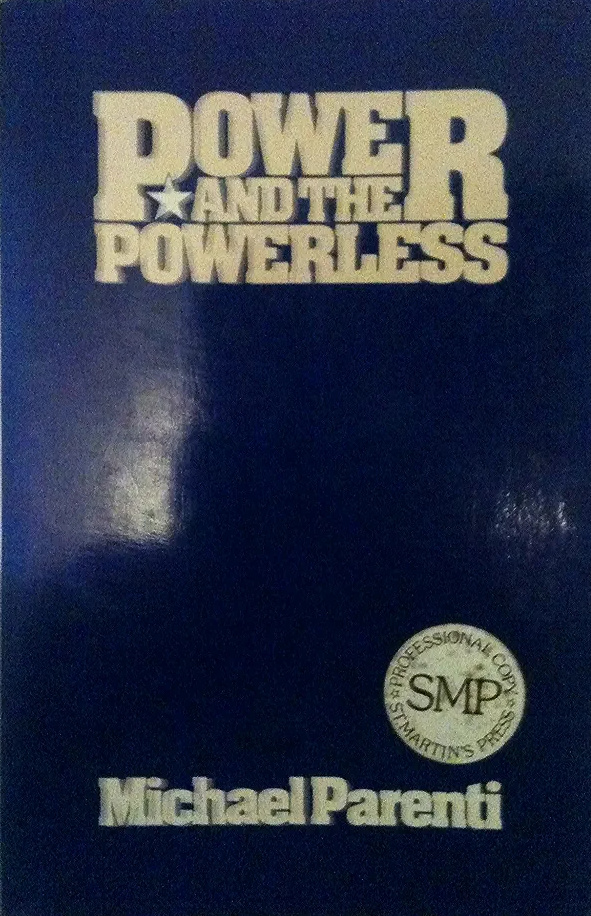 POWER
AND THE
POWERLESS
PROFESSIONAL COPY
SMP
ST MARTIN'S PRESS
Michael Parenti